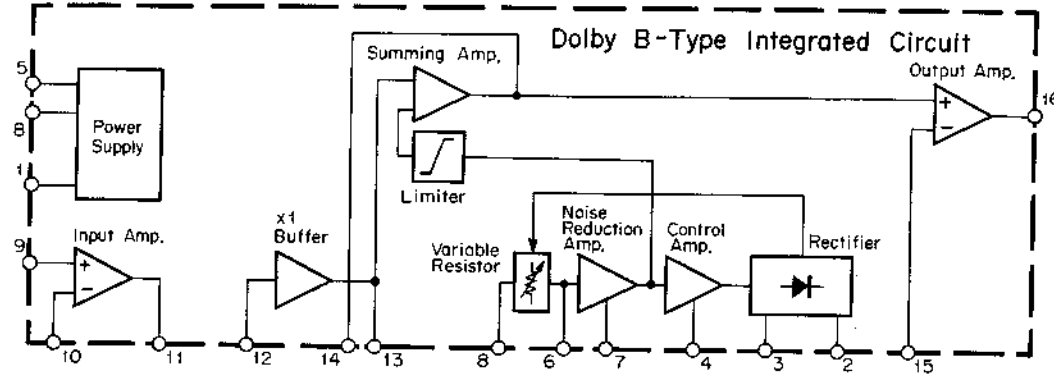 Dolby B-Type Integrated Circuit
Summing Amp.
Output Amp.
5
8
1
Power
Supply
16
+
−
Limiter
9
Input Amp.
+
−
x1
Buffer
Variable
Resistor
Noise
Reduction
Amp.
Control
Amp.
Rectifier
10
11
12
14
13
8
6
7
4
3
2
15